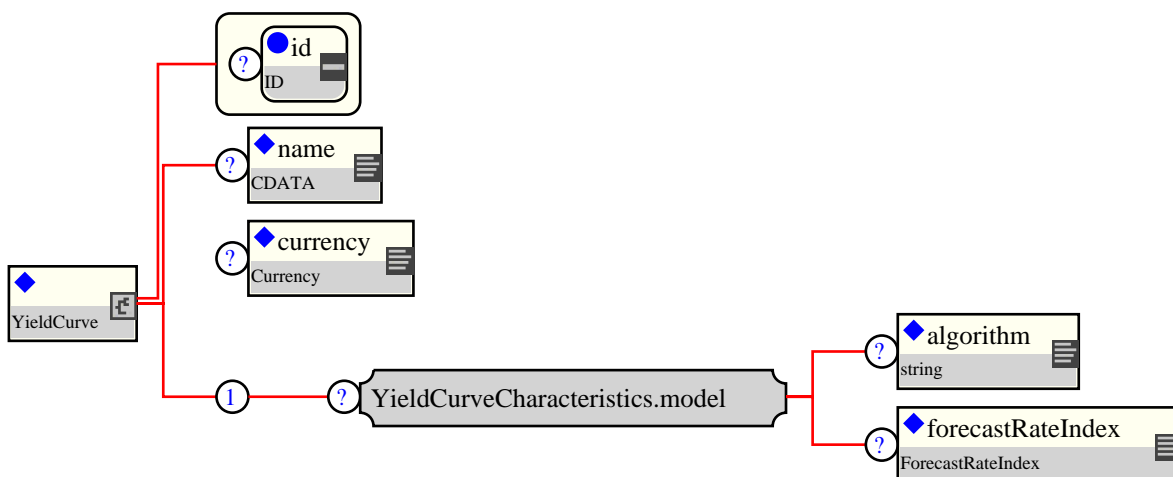 ? id
ID
? name
CDATA
? currency
Currency
YieldCurve
? algorithm
string
1 ? YieldCurveCharacteristics.model
? forecastRateIndex
ForecastRateIndex